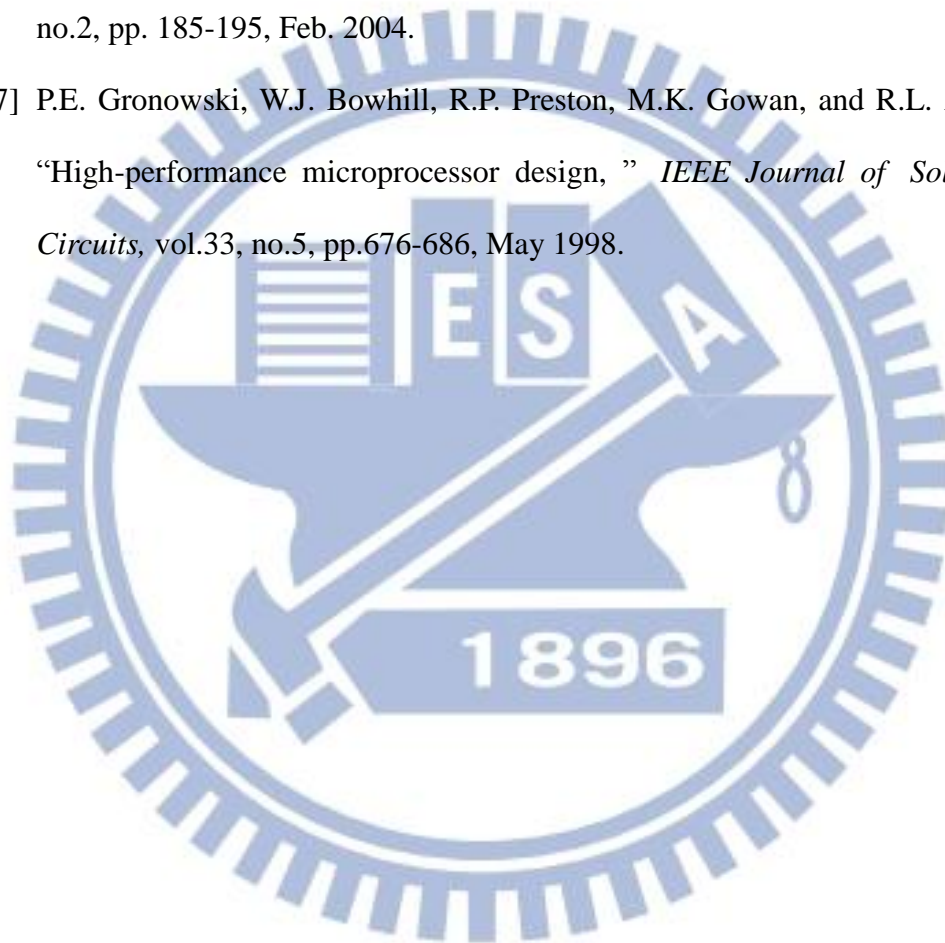 no.2, pp. 185-195, Feb. 2004.
7] P.E. Gronowski, W.J. Bowhill, R.P. Preston, M.K. Gowan, and R.L.
“High-performance microprocessor design, ” IEEE Journal of
Circuits, vol.33, no.5, pp.676-686, May 1998.
E S A
1896